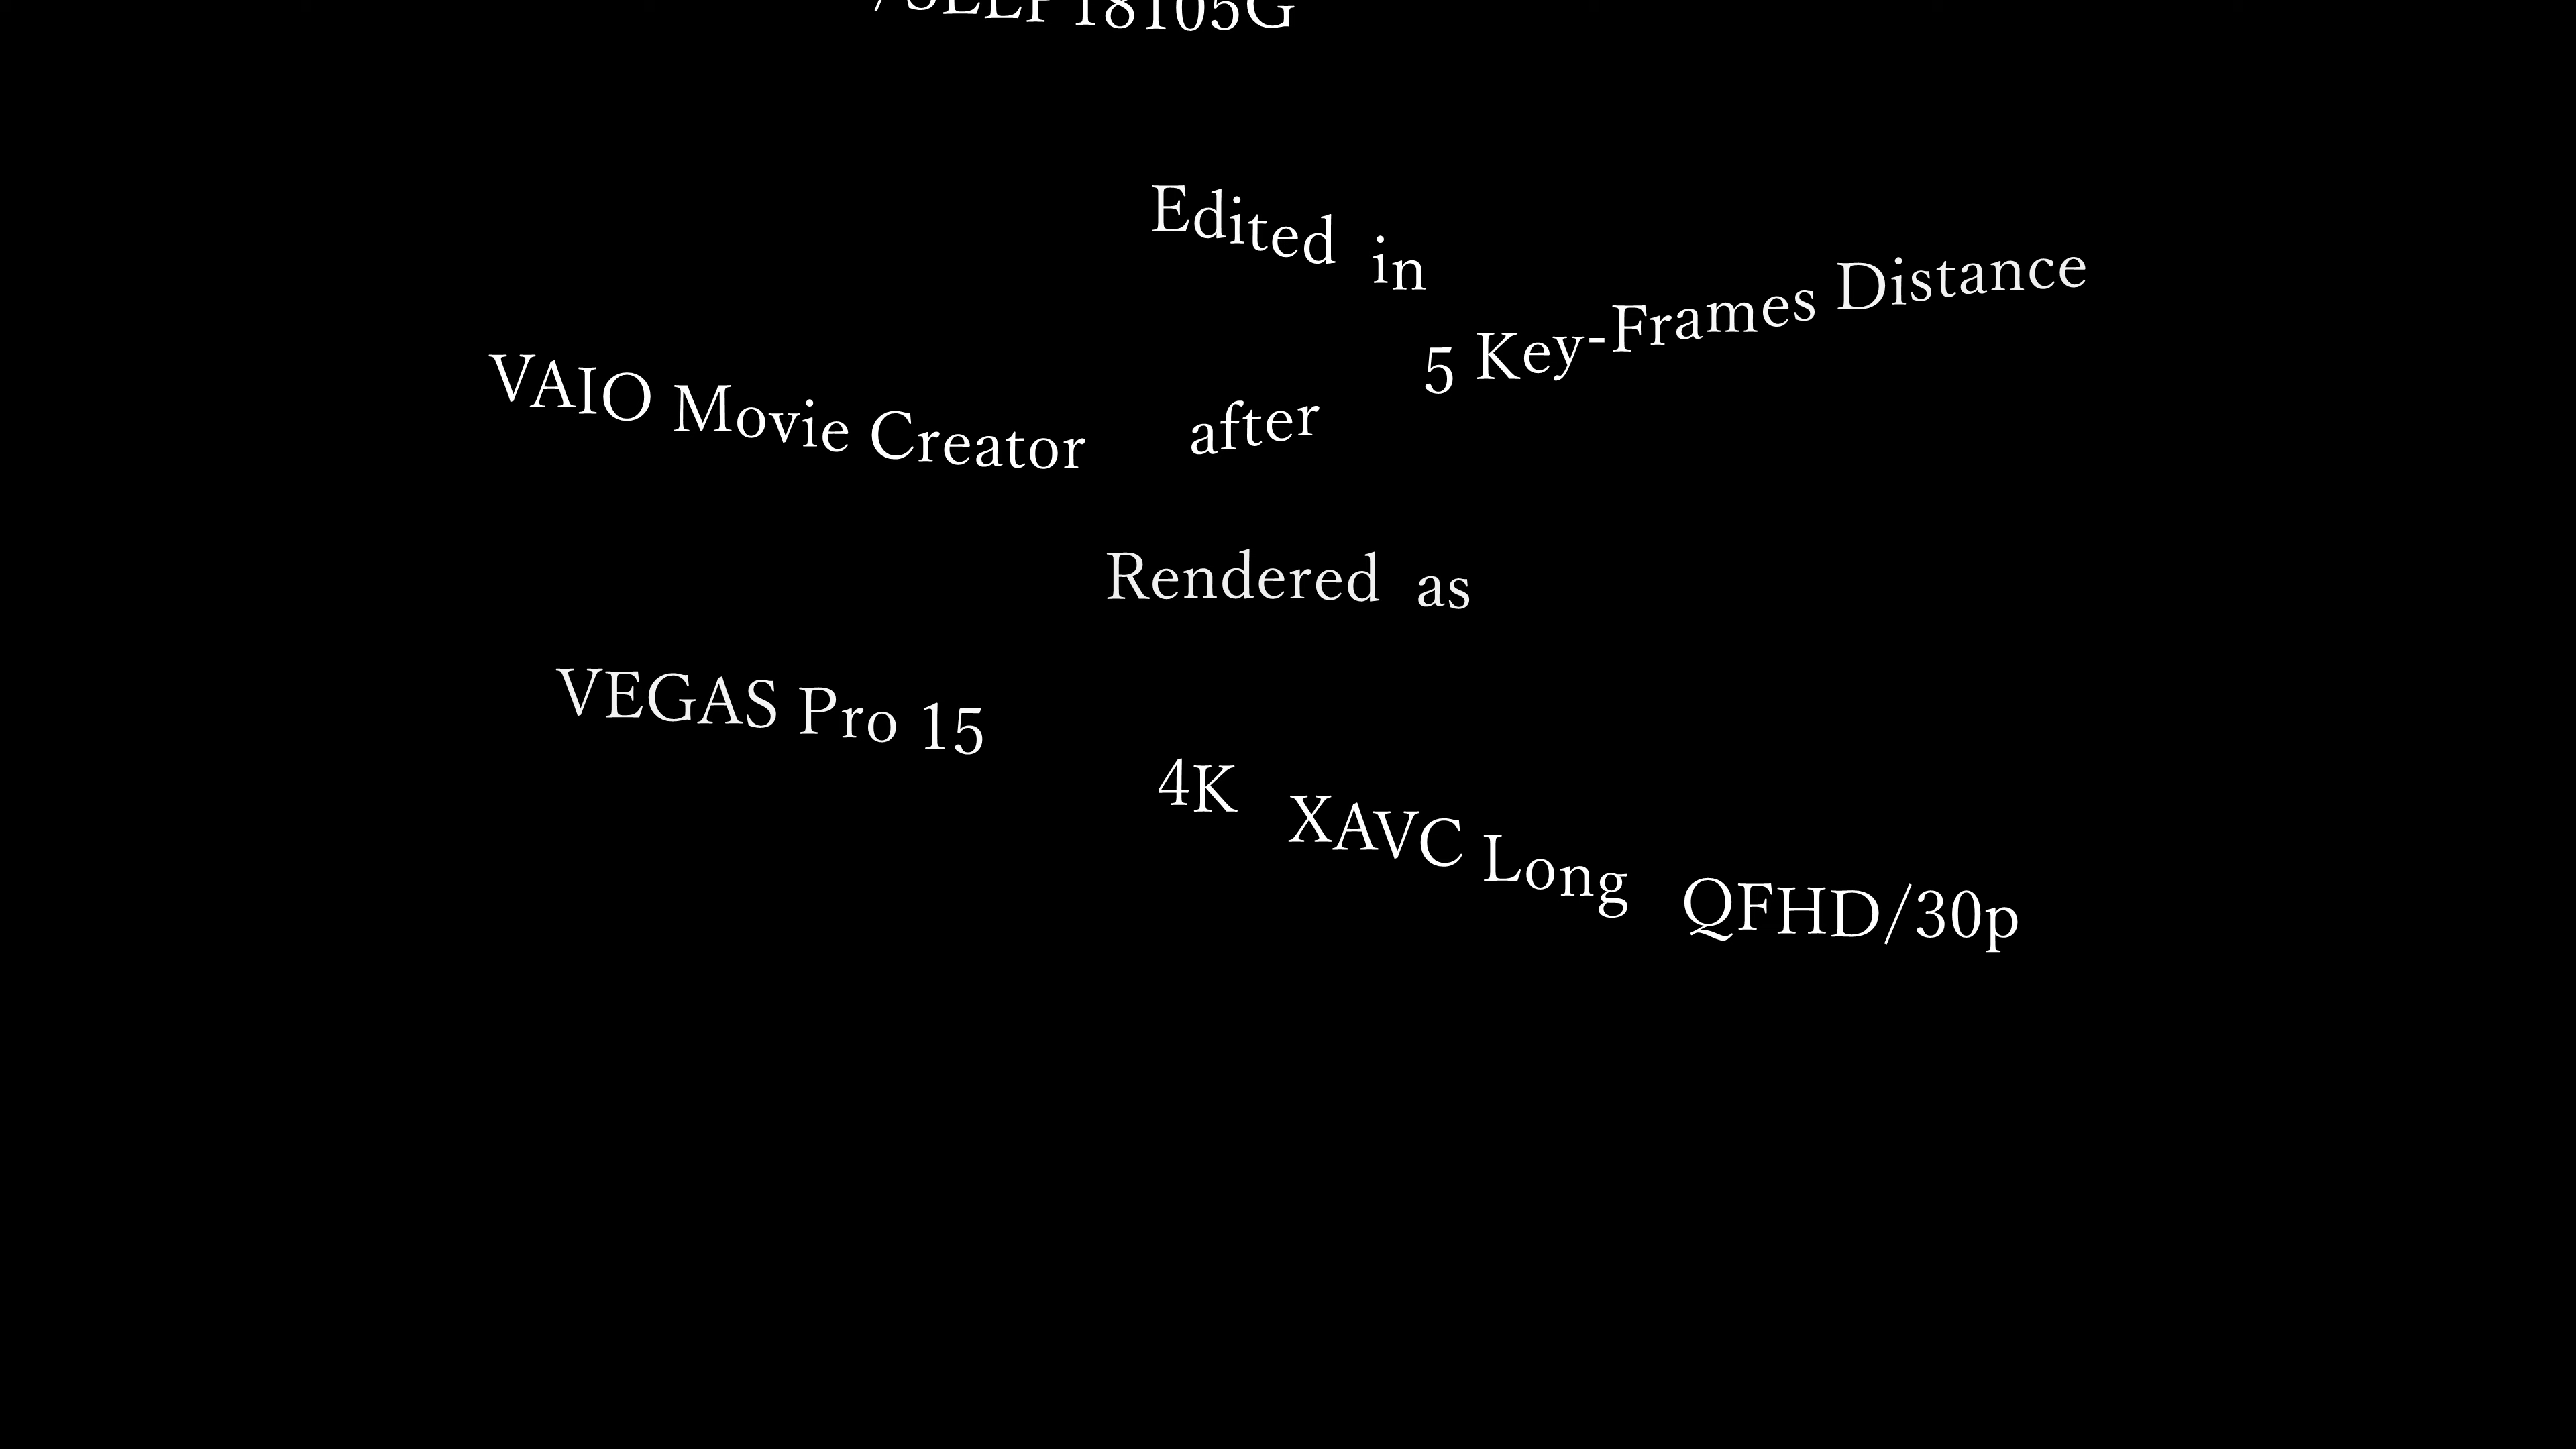 /SELP18105G
Edited in
VAIO Movie Creator after 5 Key-Frames Distance
Rendered as
VEGAS Pro 15 4K XAVC Long QFHD/30p